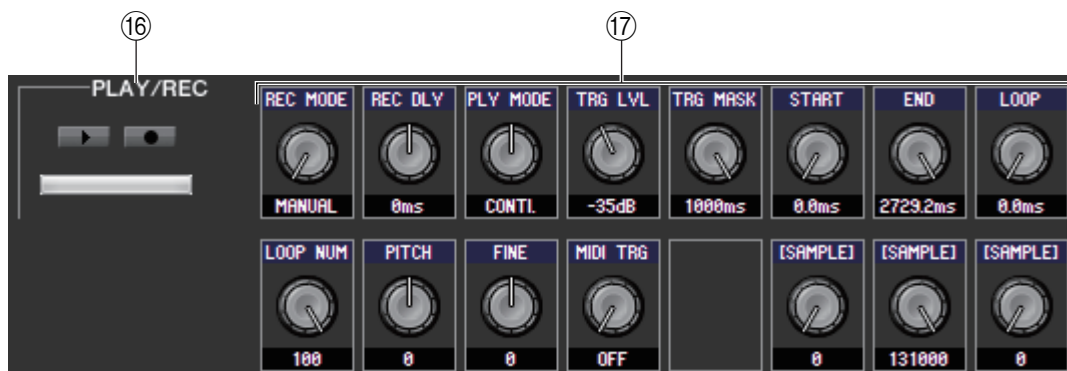 ⑯ ⑰
PLAY/REC
REC MODE REC DLY PLY MODE TRG LVL TRG MASK START END LOOP
MANUAL 0ms CONTI. -35dB 1000ms 0.0ms 2729.2ms 0.0ms
LOOP NUM PITCH FINE MIDI TRG [SAMPLE] [SAMPLE] [SAMPLE]
100 0 0 OFF 0 131000 0